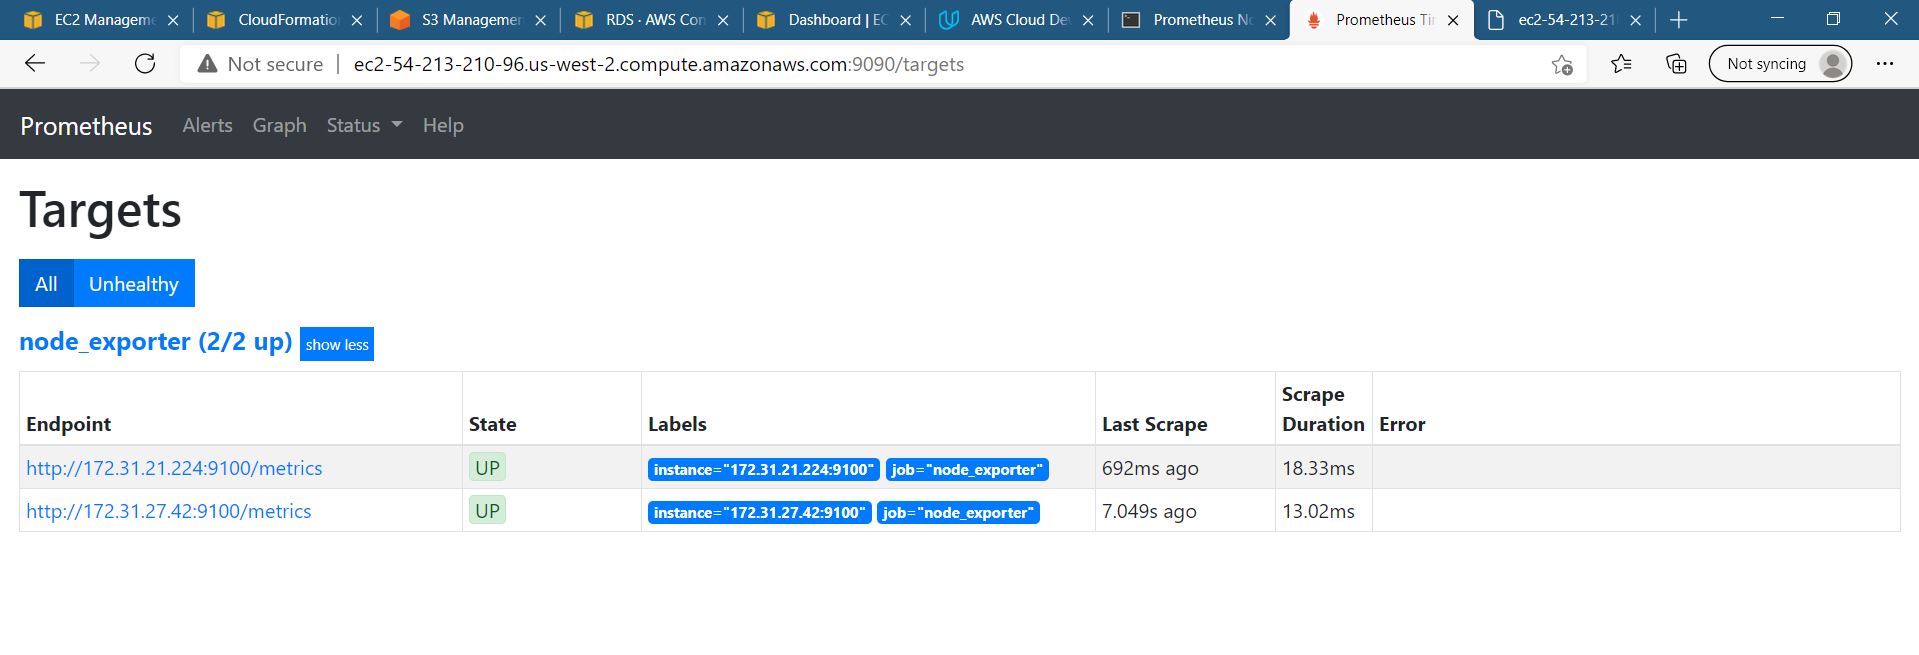 EC2 Manageme
CloudFormatio
S3 Managemen
RDS · AWS Con
Dashboard | EC
AWS Cloud De
Prometheus No
Prometheus Tim
ec2-54-213-21
Not secure | ec2-54-213-210-96.us-west-2.compute.amazonaws.com:9090/targets
Not syncing
Prometheus Alerts Graph Status Help
Targets
All Unhealthy
node_exporter (2/2 up) show less
Endpoint State Labels Last Scrape Scrape Duration Error
http://172.31.21.224:9100/metrics UP instance="172.31.21.224:9100" job="node_exporter" 692ms ago 18.33ms
http://172.31.27.42:9100/metrics UP instance="172.31.27.42:9100" job="node_exporter" 7.049s ago 13.02ms